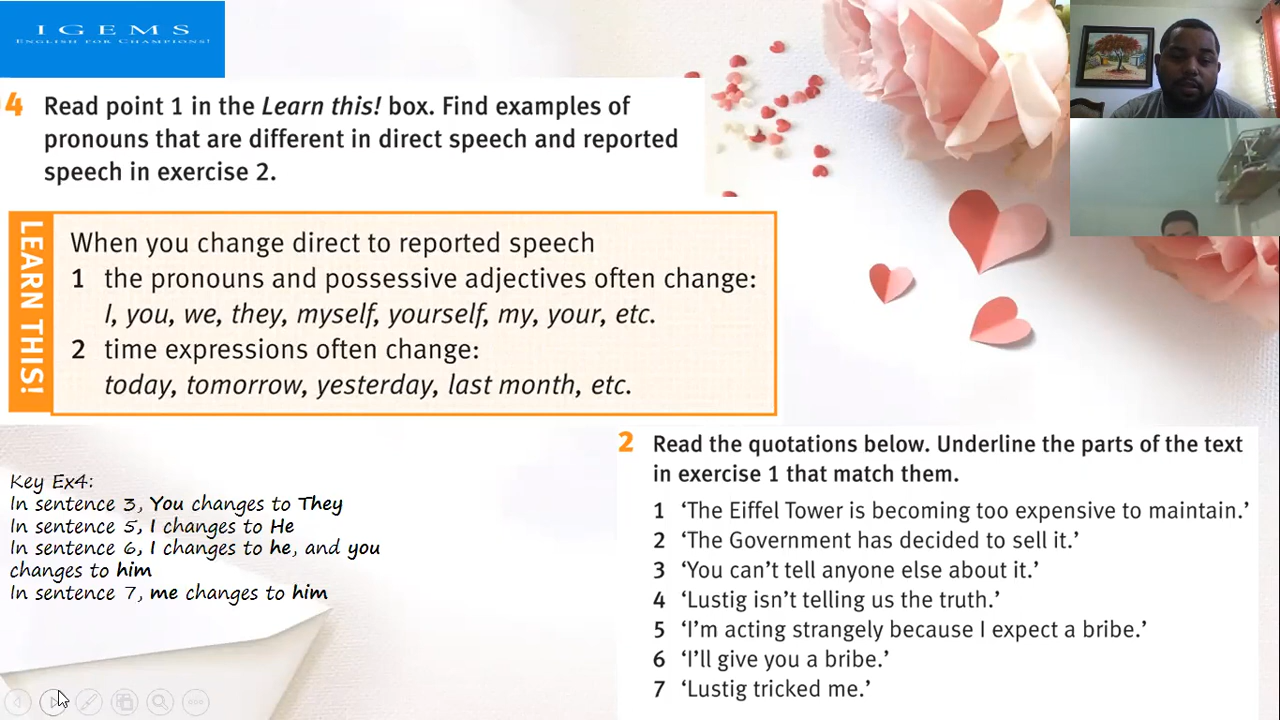 IGEMS
ENGLISH FOR CHAMPIONS!
4 Read point 1 in the Learn this! box. Find examples of
pronouns that are different in direct speech and reported
speech in exercise 2.
LEARN THIS!
When you change direct to reported speech
1 the pronouns and possessive adjectives often change:
I, you, we, they, myself, yourself, my, your, etc.
2 time expressions often change:
today, tomorrow, yesterday, last month, etc.
Key Ex4:
In sentence 3, You changes to They
In sentence 5, I changes to He
In sentence 6, I changes to he, and you
changes to him
In sentence 7, me changes to him
2 Read the quotations below. Underline the parts of the text
in exercise 1 that match them.
1 ‘The Eiffel Tower is becoming too expensive to maintain.’
2 ‘The Government has decided to sell it.’
3 ‘You can’t tell anyone else about it.’
4 ‘Lustig isn’t telling us the truth.’
5 ‘I’m acting strangely because I expect a bribe.’
6 ‘I’ll give you a bribe.’
7 ‘Lustig tricked me.’